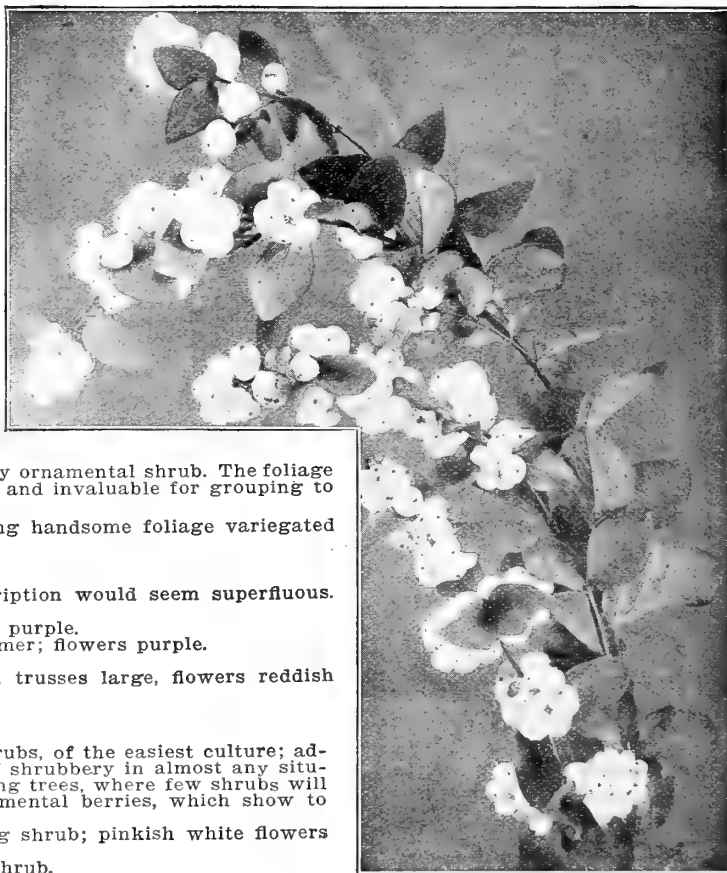 y ornamental shrub. The foliage
and invaluable for grouping to
ng handsome foliage variegated
ription would seem superfluous.
purple.
mer; flowers purple.
, trusses large, flowers reddish
rubs, of the easiest culture; ad-
shrubbery in almost any situ-
ng trees, where few shrubs will
mental berries, which show to
g shrub; pinkish white flowers
hrub.